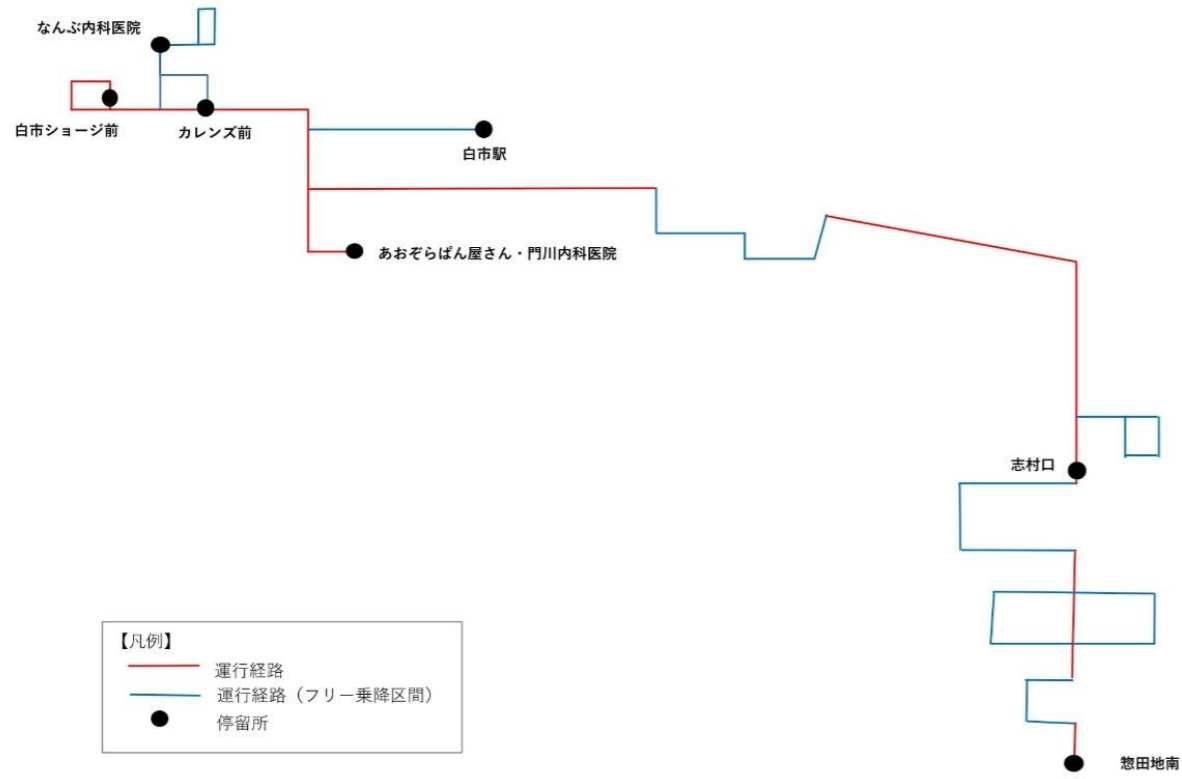 なんぶ内科医院
白市ショージ前
カレンズ前
白市駅
あおぞらぱん屋さん・門川内科医院
志村口
【凡例】
運行経路
運行経路（フリー乗降区間）
停留所
惣田地南